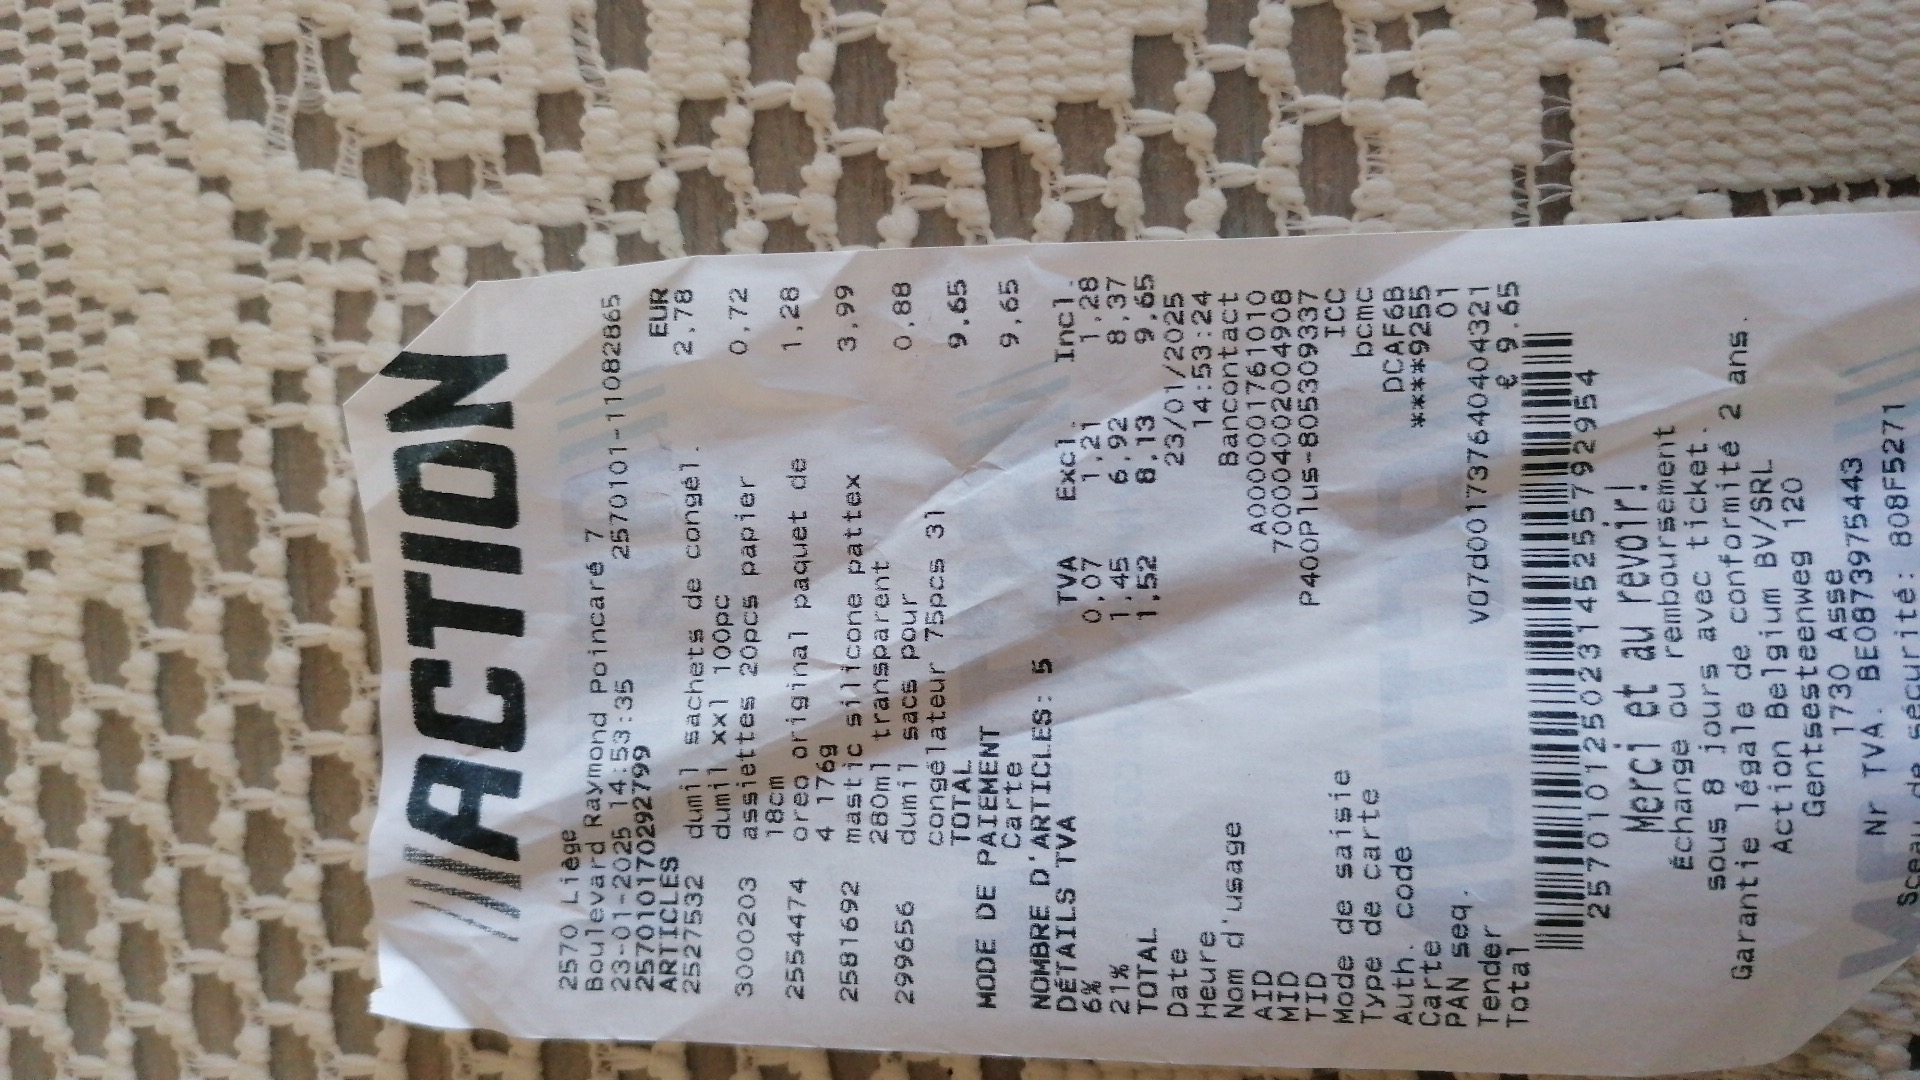 ACTION
2570 Liège
Boulevard Raymond Poincaré 7
23-01-2025 14:53:35 2570101-11082865
2570101017029 2799
ARTICLES EUR
2527532 dumil sachets de congél. 2,78
dumil xxl 100pc
3000203 assiettes 20pcs papier 0,72
18cm
2554474 oreo original paquet de 1,28
4 176g
2581692 mastic silicone pattex 3,99
280ml transparent
299656 dumil sacs pour 0,88
congélateur 75pcs 3l
TOTAL 9,65
MODE DE PAIEMENT
Carte 9,65
NOMBRE D'ARTICLES: 5
DÉTAILS TVA TVA Excl. Incl.
6% 0,07 1,21 1,28
21% 1,45 6,92 8,37
TOTAL 1,52 8,13 9,65
Date 23/01/2025
Heure 14:53:24
Nom d'usage Bancontact
AID A0000001761010
MID 700004002004908
TID P400Plus-805309337
Mode de saisie ICC
Type de carte bcmc
Auth. code DCAF6B
Carte ****9255
PAN seq. 01
Tender V07d001737640404321
Total € 9.65
2570101250231452557929 54
Merci et au revoir!
Échange ou remboursement
sous 8 jours avec ticket.
Garantie légale de conformité 2 ans.
Action Belgium BV/SRL
Gentsesteenweg 120
1730 Asse
Nr TVA. BE0873975443
Sceau de sécurité: 808F5271